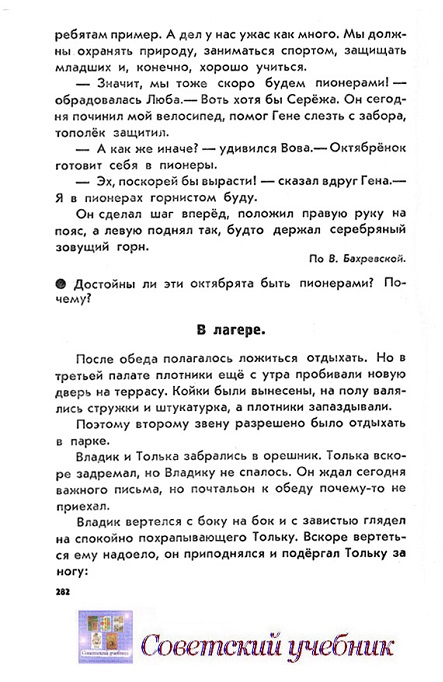 ребятам пример. А дел у нас ужас как много. Мы долж-
ны охранять природу, заниматься спортом, защищать
младших и, конечно, хорошо учиться.
— Значит, мы тоже скоро будем пионерами! —
обрадовалась Люба.— Воть хотя бы Серёжа. Он сегод-
ня починил мой велосипед, помог Гене слезть с забора,
тополёк защитил.
— А как же иначе? — удивился Вова.— Октябрёнок
готовит себя в пионеры.
— Эх, поскорей бы вырасти! — сказал вдруг Гена.—
Я в пионерах горнистом буду.
Он сделал шаг вперёд, положил правую руку на
пояс, а левую поднял так, будто держал серебряный
зовущий горн.
По В. Бахревской.
Достойны ли эти октябрята быть пионерами? По-
чему?
В лагере.
После обеда полагалось ложиться отдыхать. Но в
третьей палате плотники ещё с утра пробивали новую
дверь на террасу. Койки были вынесены, на полу валя-
лись стружки и штукатурка, а плотники запаздывали.
Поэтому второму звену разрешено было отдыхать
в парке.
Владик и Толька забрались в орешник. Толька вско-
ре задремал, но Владику не спалось. Он ждал сегодня
важного письма, но почтальон к обеду почему-то не
приехал.
Владик вертелся с боку на бок и с завистью глядел
на спокойно похрапывающего Тольку. Вскоре вертеть-
ся ему надоело, он приподнялся и подёргал Тольку за
ногу:
282
Советский учебник